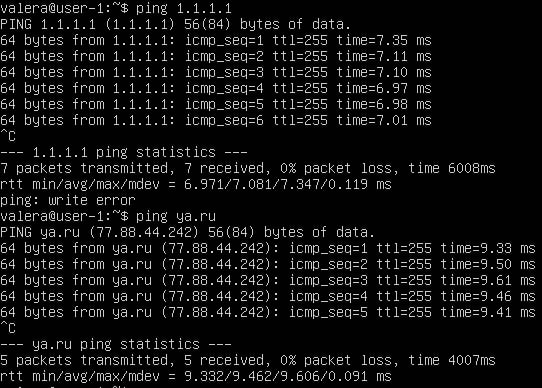 valera@user-1:~$ ping 1.1.1.1
PING 1.1.1.1 (1.1.1.1) 56(84) bytes of data.
64 bytes from 1.1.1.1: icmp_seq=1 ttl=255 time=7.35 ms
64 bytes from 1.1.1.1: icmp_seq=2 ttl=255 time=7.11 ms
64 bytes from 1.1.1.1: icmp_seq=3 ttl=255 time=7.10 ms
64 bytes from 1.1.1.1: icmp_seq=4 ttl=255 time=6.97 ms
64 bytes from 1.1.1.1: icmp_seq=5 ttl=255 time=6.98 ms
64 bytes from 1.1.1.1: icmp_seq=6 ttl=255 time=7.01 ms
^C
--- 1.1.1.1 ping statistics ---
7 packets transmitted, 7 received, 0% packet loss, time 6008ms
rtt min/avg/max/mdev = 6.971/7.081/7.347/0.119 ms
ping: write error
valera@user-1:~$ ping ya.ru
PING ya.ru (77.88.44.242) 56(84) bytes of data.
64 bytes from ya.ru (77.88.44.242): icmp_seq=1 ttl=255 time=9.33 ms
64 bytes from ya.ru (77.88.44.242): icmp_seq=2 ttl=255 time=9.50 ms
64 bytes from ya.ru (77.88.44.242): icmp_seq=3 ttl=255 time=9.61 ms
64 bytes from ya.ru (77.88.44.242): icmp_seq=4 ttl=255 time=9.46 ms
64 bytes from ya.ru (77.88.44.242): icmp_seq=5 ttl=255 time=9.41 ms
^C
--- ya.ru ping statistics ---
5 packets transmitted, 5 received, 0% packet loss, time 4007ms
rtt min/avg/max/mdev = 9.332/9.462/9.606/0.091 ms